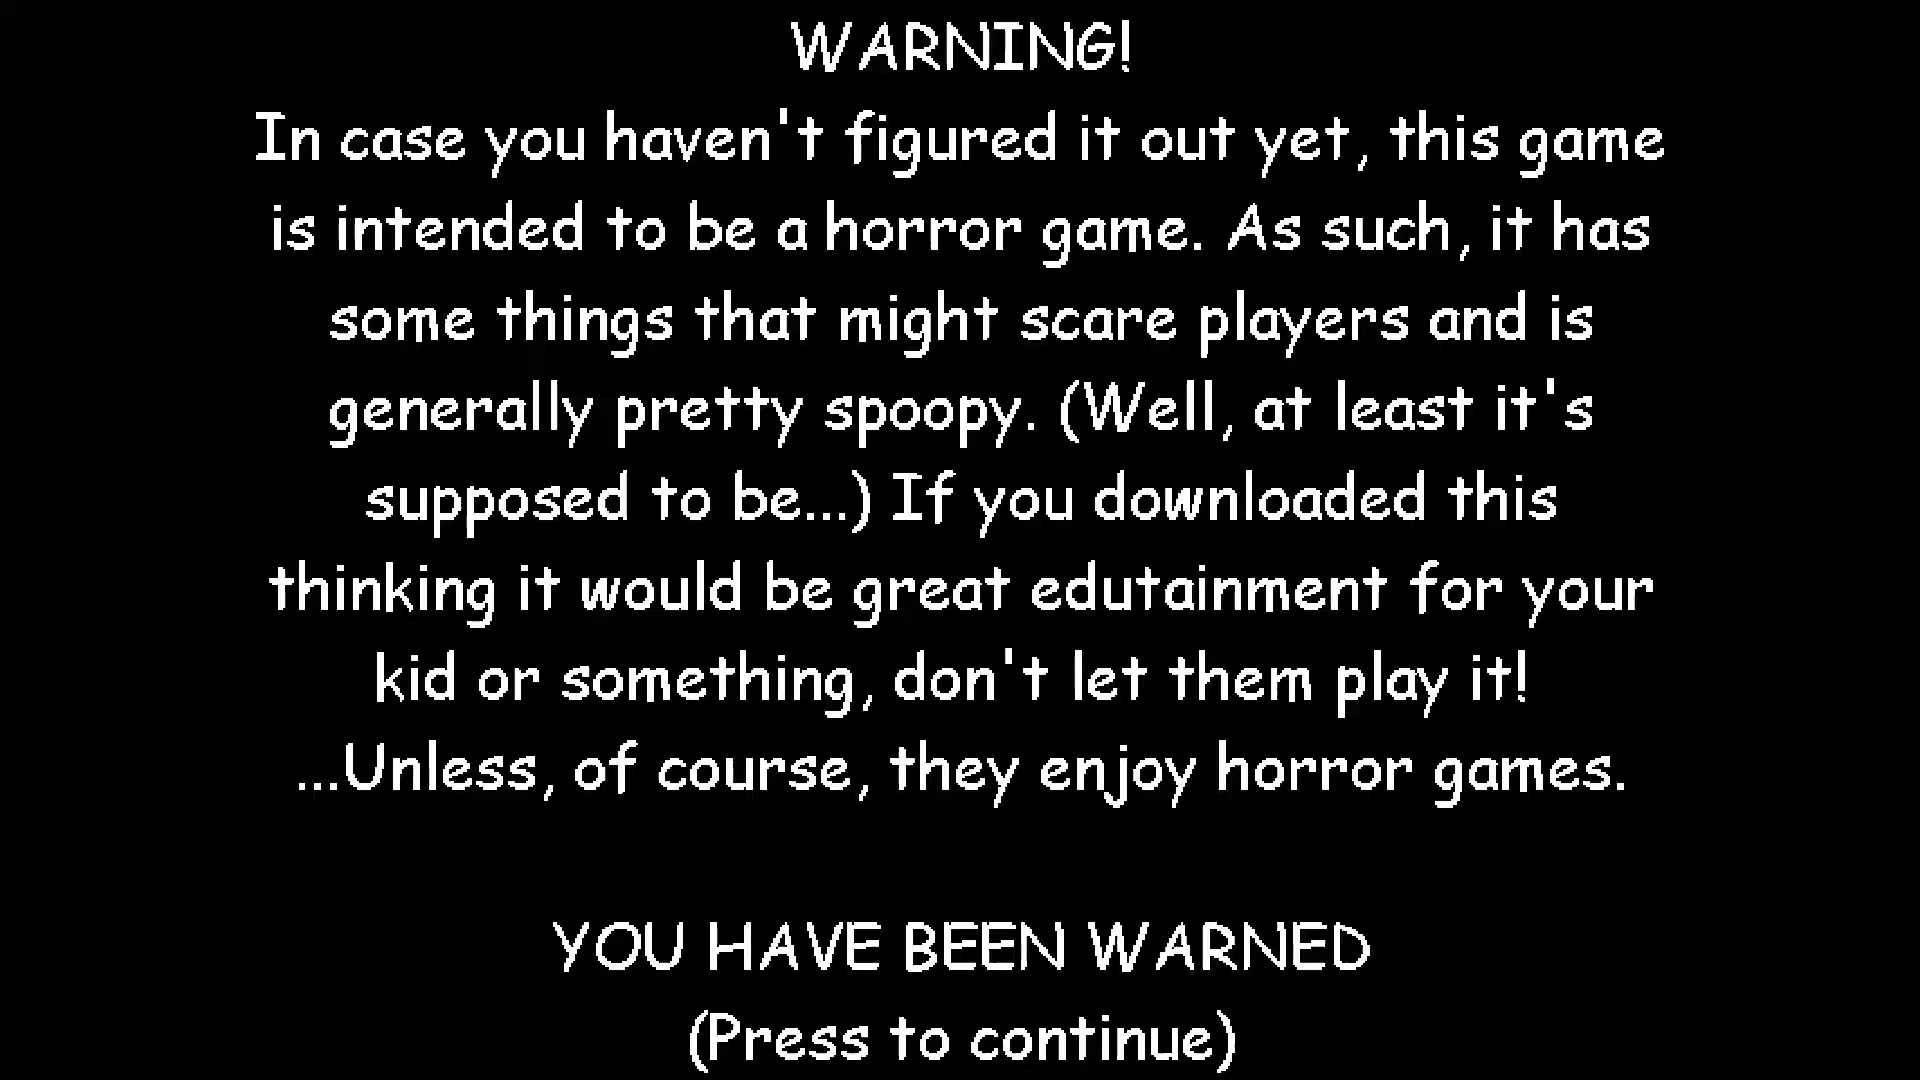 WARNING!
In case you haven't figured it out yet, this game
is intended to be a horror game. As such, it has
some things that might scare players and is
generally pretty spoopy. (Well, at least it's
supposed to be...) If you downloaded this
thinking it would be great edutainment for your
kid or something, don't let them play it!
...Unless, of course, they enjoy horror games.
YOU HAVE BEEN WARNED
(Press to continue)